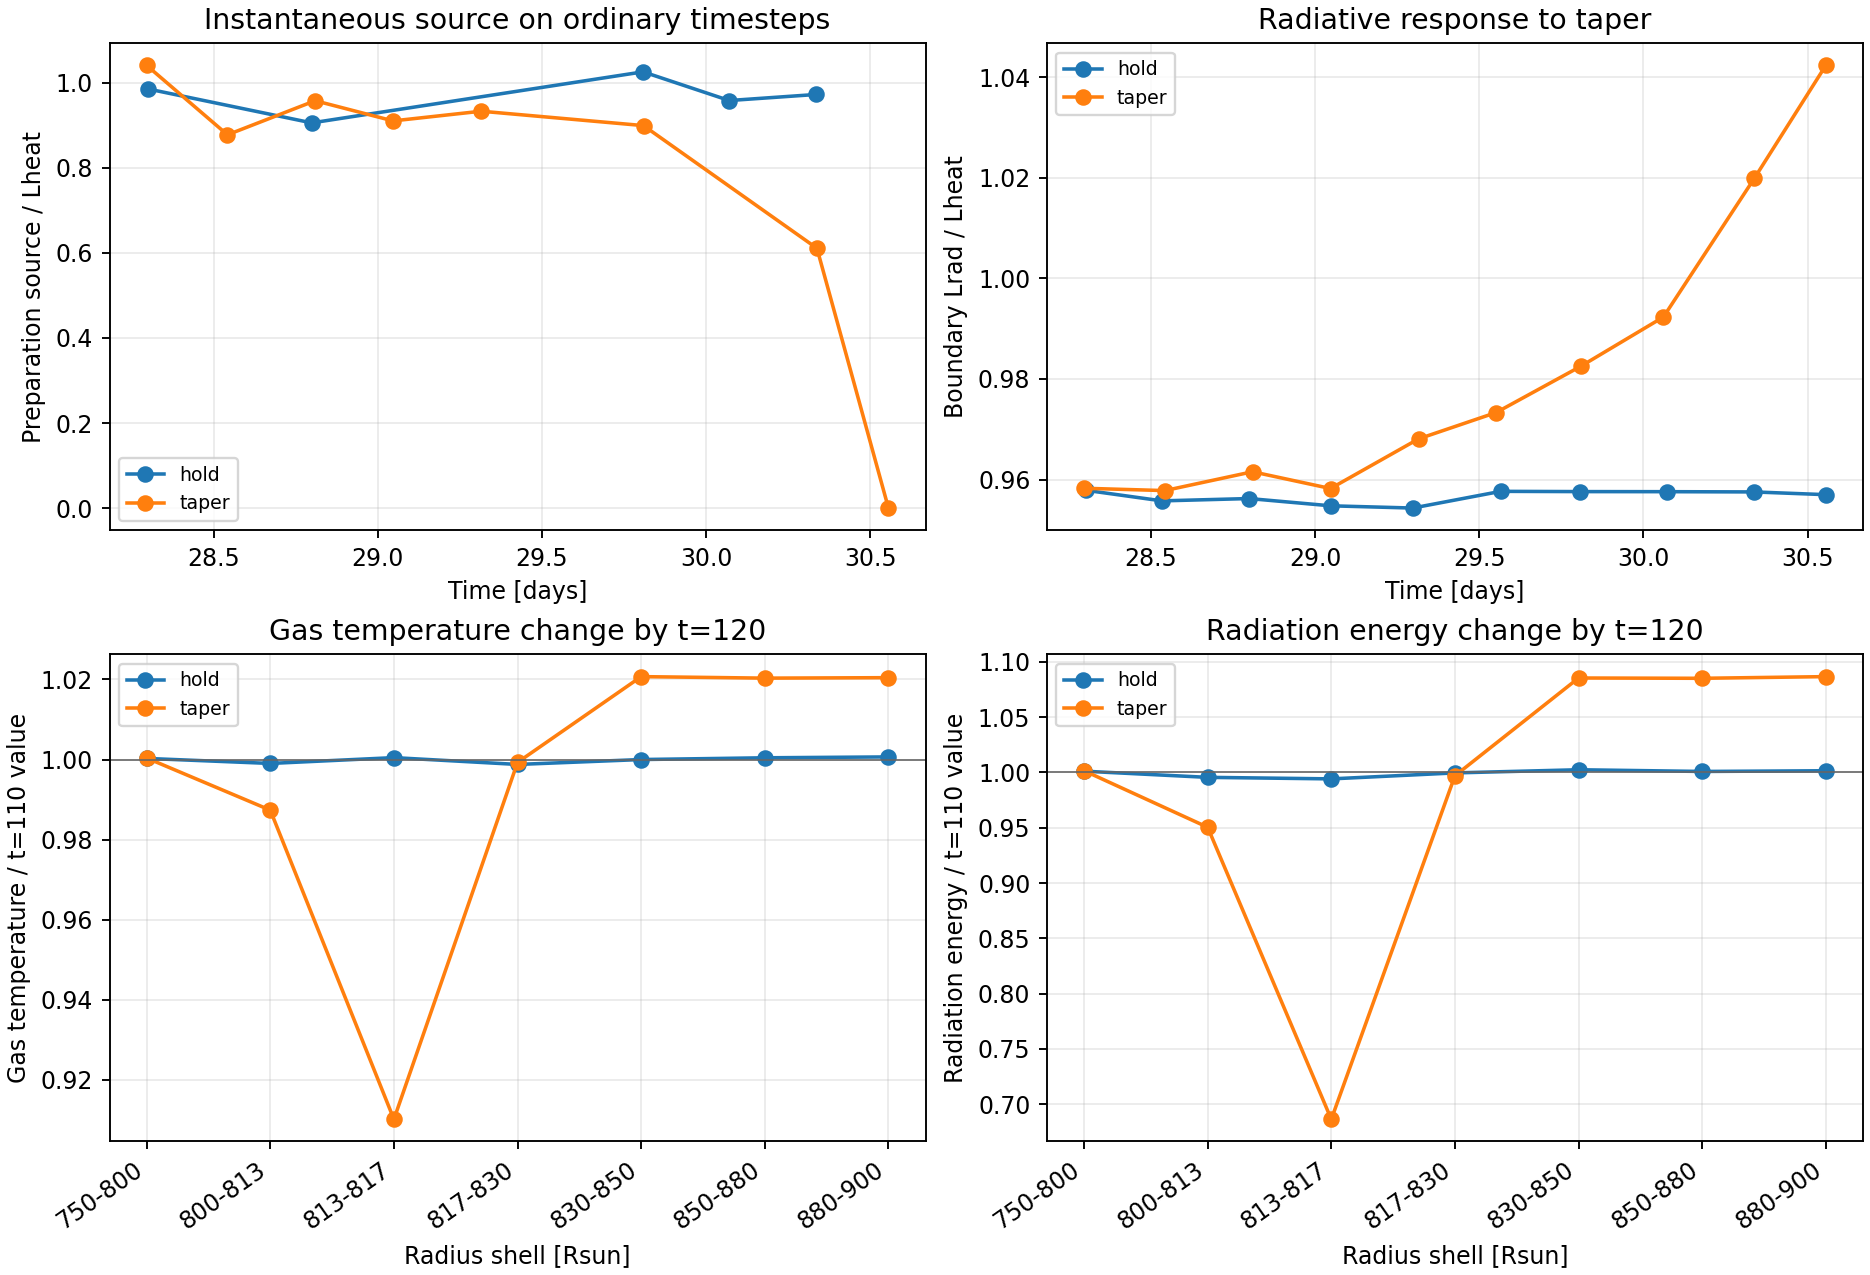 Instantaneous source on ordinary timesteps
Preparation source / Lheat
1.0
0.8
0.6
0.4
0.2
0.0
hold
taper
28.5
29.0
29.5
30.0
30.5
Time [days]
Radiative response to taper
Boundary Lrad / Lheat
1.04
1.02
1.00
0.98
0.96
hold
taper
28.5
29.0
29.5
30.0
30.5
Time [days]
Gas temperature change by t=120
Gas temperature / t=110 value
1.02
1.00
0.98
0.96
0.94
0.92
hold
taper
750-800
800-813
813-817
817-830
830-850
850-880
880-900
Radius shell [Rsun]
Radiation energy change by t=120
Radiation energy / t=110 value
1.10
1.05
1.00
0.95
0.90
0.85
0.80
0.75
0.70
hold
taper
750-800
800-813
813-817
817-830
830-850
850-880
880-900
Radius shell [Rsun]